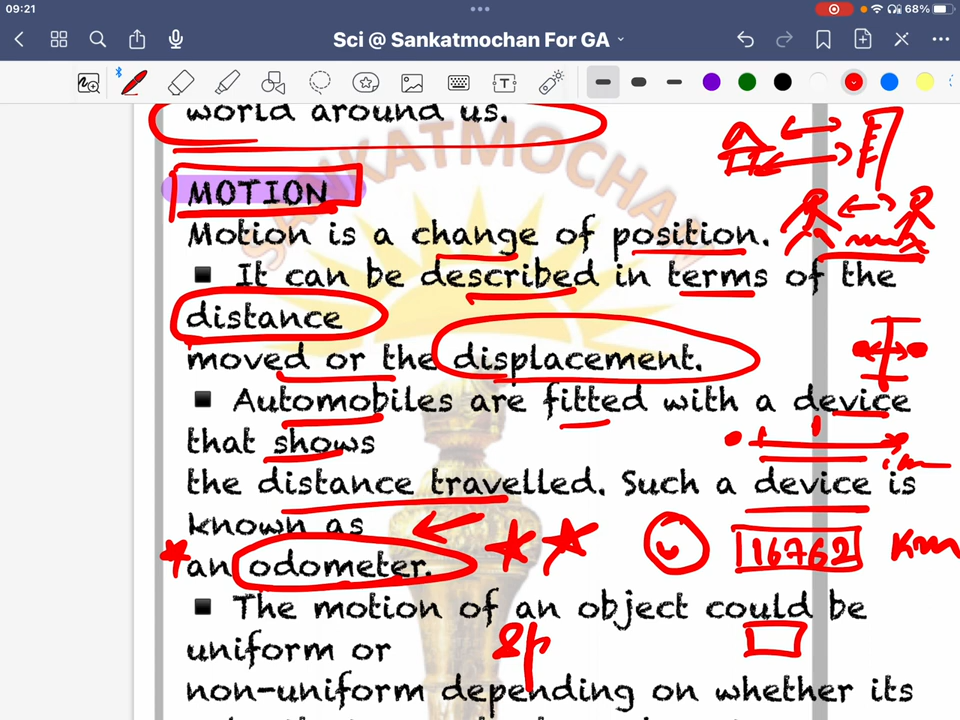 09:21
68%
Sci @ Sankatmochan For GA
T
world around us.
SANKATMOCHAN
MOTION
Motion is a change of position.
▪ It can be described in terms of the
distance
moved or the displacement.
▪ Automobiles are fitted with a device
that shows
the distance travelled. Such a device is
known as
an odometer.
16762 Km
▪ The motion of an object could be
uniform or
non-uniform depending on whether its